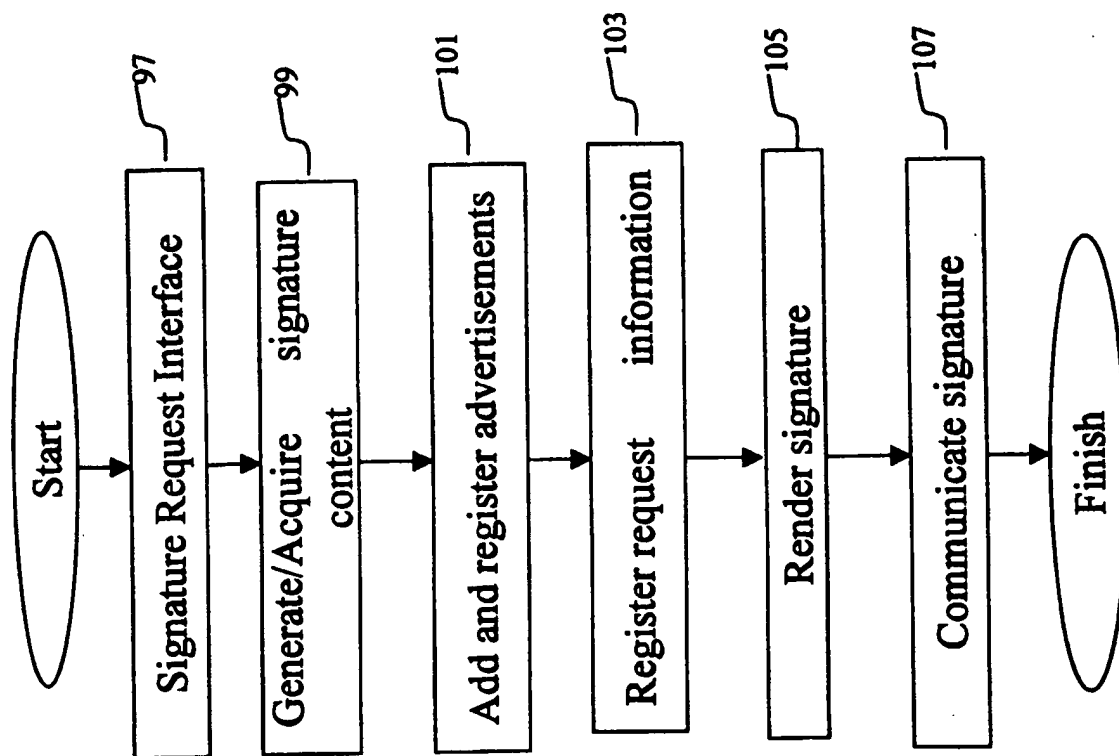 Start
Signature Request Interface
97
Generate/Acquire signature
content
99
Add and register advertisements
101
Register request information
103
Render signature
105
Communicate signature
107
Finish